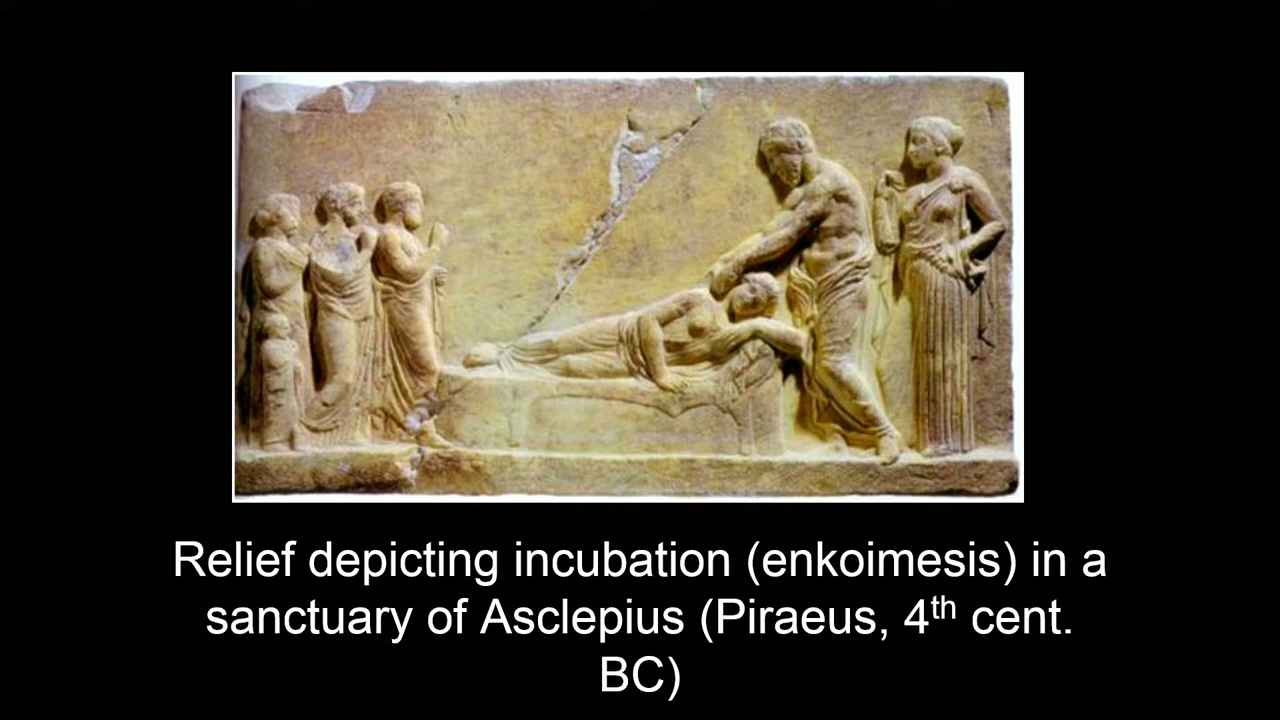 Relief depicting incubation (enkoimesis) in a
sanctuary of Asclepius (Piraeus, 4th cent.
BC)